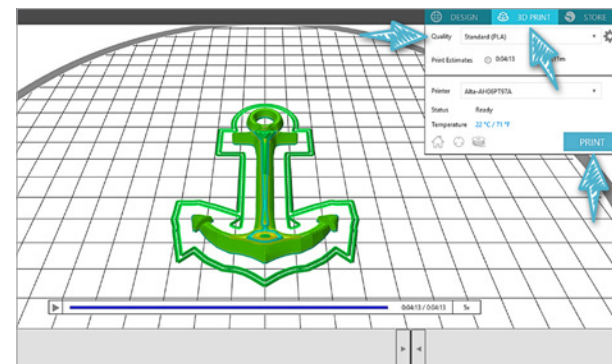 DESIGN 3D PRINT STORE
Quality Standard (PLA)
Print Estimates 0:04:13
Printer Alta-AH06PT97A
Status Ready
Temperature 22 °C / 71 °F
PRINT
0:04:13 / 0:04:13 5x